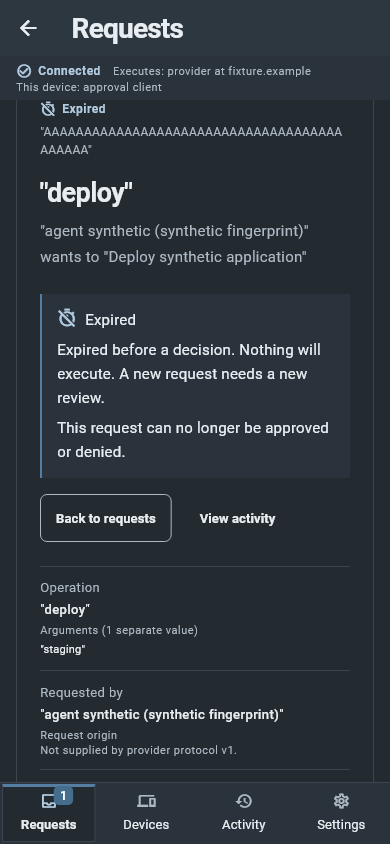 Requests
Connected Executes: provider at fixture.example
This device: approval client
Expired
"AAAAAAAAAAAAAAAAAAAAAAAAAAAAAAAAAAAAA
AAAAAA"
"deploy"
"agent synthetic (synthetic fingerprint)"
wants to "Deploy synthetic application"
Expired
Expired before a decision. Nothing will
execute. A new request needs a new
review.
This request can no longer be approved
or denied.
Back to requests View activity
Operation
"deploy"
Arguments (1 separate value)
"staging"
Requested by
"agent synthetic (synthetic fingerprint)"
Request origin
Not supplied by provider protocol v1.
1
Requests Devices Activity Settings